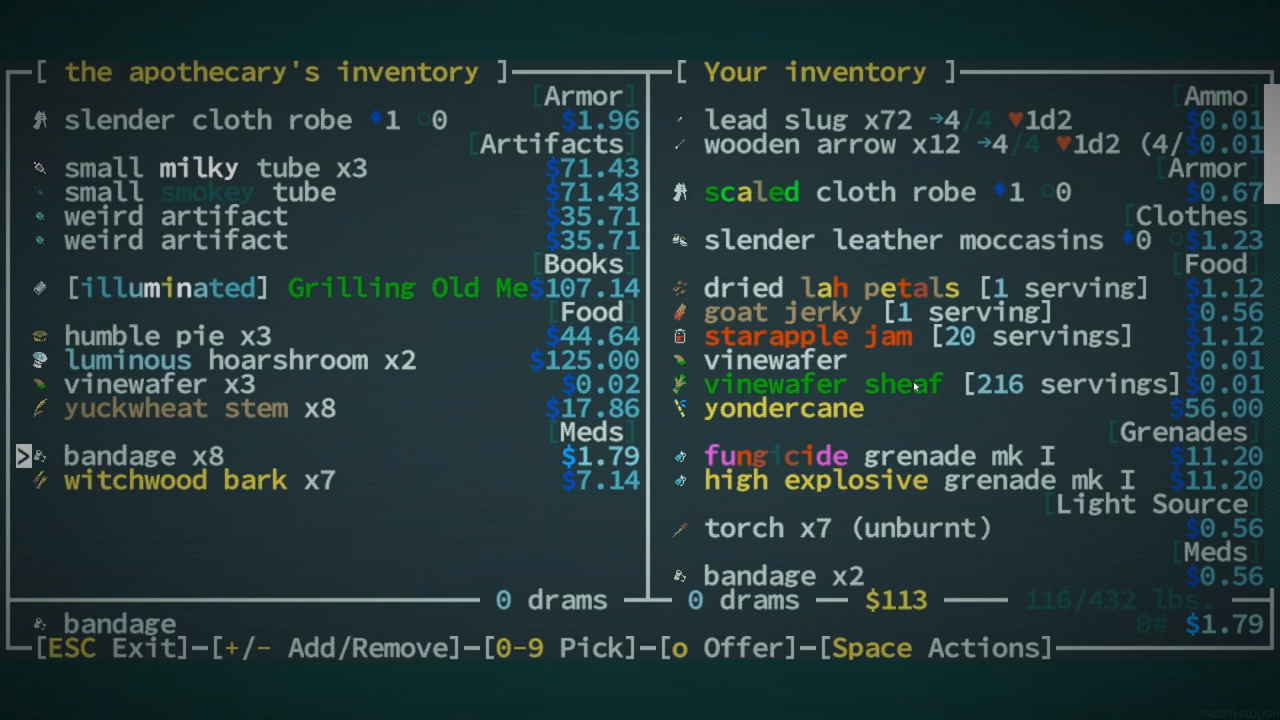 [ the apothecary's inventory ]
[Armor]
slender cloth robe ♦1 ○0 $1.96
[Artifacts]
small milky tube x3 $71.43
small smokey tube $71.43
weird artifact $35.71
weird artifact $35.71
[Books]
[illuminated] Grilling Old Me $107.14
[Food]
humble pie x3 $44.64
luminous hoarshroom x2 $125.00
vinewafer x3 $0.02
yuckwheat stem x8 $17.86
[Meds]
> bandage x8 $1.79
witchwood bark x7 $7.14
0 drams
[ Your inventory ]
[Ammo]
lead slug x72 →4/4 ♥1d2 $0.01
wooden arrow x12 →4/4 ♥1d2 (4/ $0.01
[Armor]
scaled cloth robe ♦1 ○0 $0.67
[Clothes]
slender leather moccasins ♦0 ○ $1.23
[Food]
dried lah petals [1 serving] $1.12
goat jerky [1 serving] $0.56
starapple jam [20 servings] $1.12
vinewafer $0.01
vinewafer sheaf [216 servings] $0.01
yondercane $56.00
[Grenades]
fungicide grenade mk I $11.20
high explosive grenade mk I $11.20
[Light Source]
torch x7 (unburnt) $0.56
[Meds]
bandage x2 $0.56
0 drams $113 116/432 lbs.
bandage 0# $1.79
[ESC Exit]-[+/- Add/Remove]-[0-9 Pick]-[o Offer]-[Space Actions]